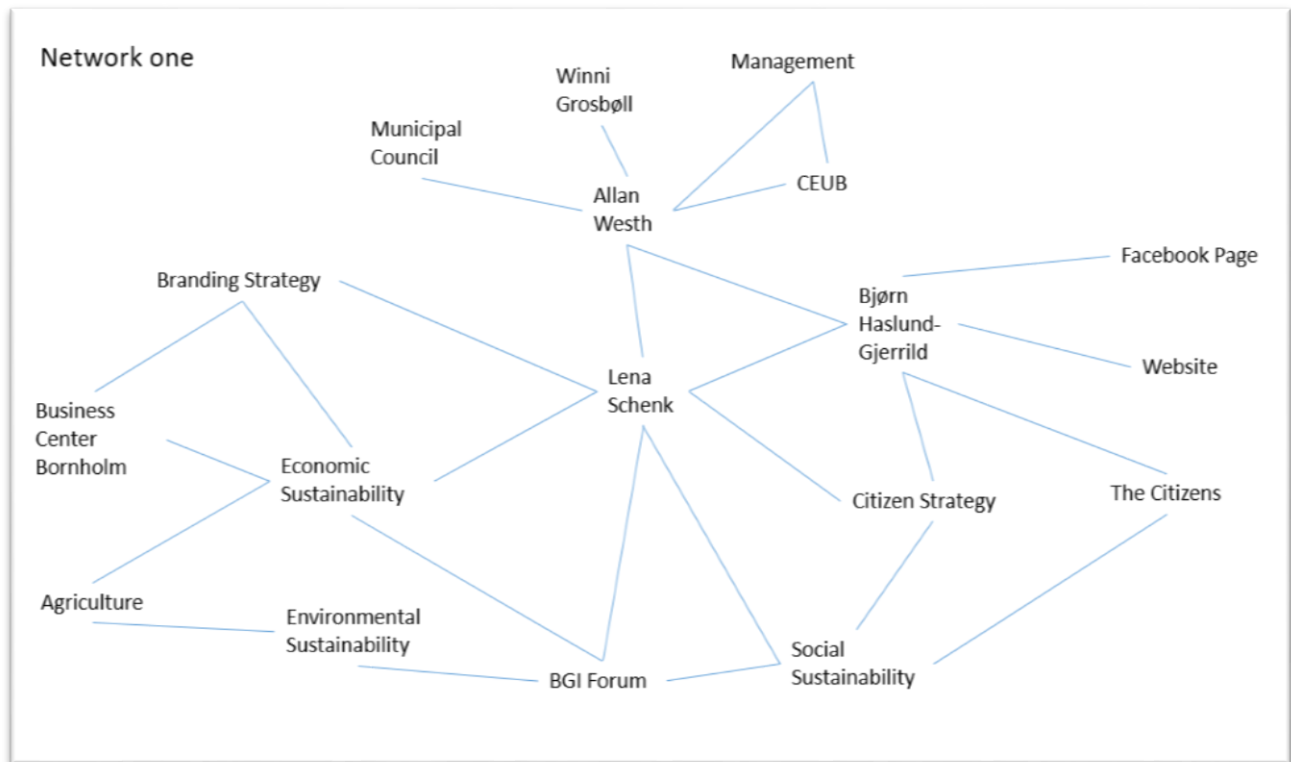 Network one
Winni
Grosbøll
Management
Municipal
Council
Allan
Westh
CEUB
Branding Strategy
Facebook Page
Bjørn
Haslund-
Gjerrild
Website
Lena
Schenk
Business
Center
Bornholm
Economic
Sustainability
Citizen Strategy
The Citizens
Agriculture
Environmental
Sustainability
BGI Forum
Social
Sustainability